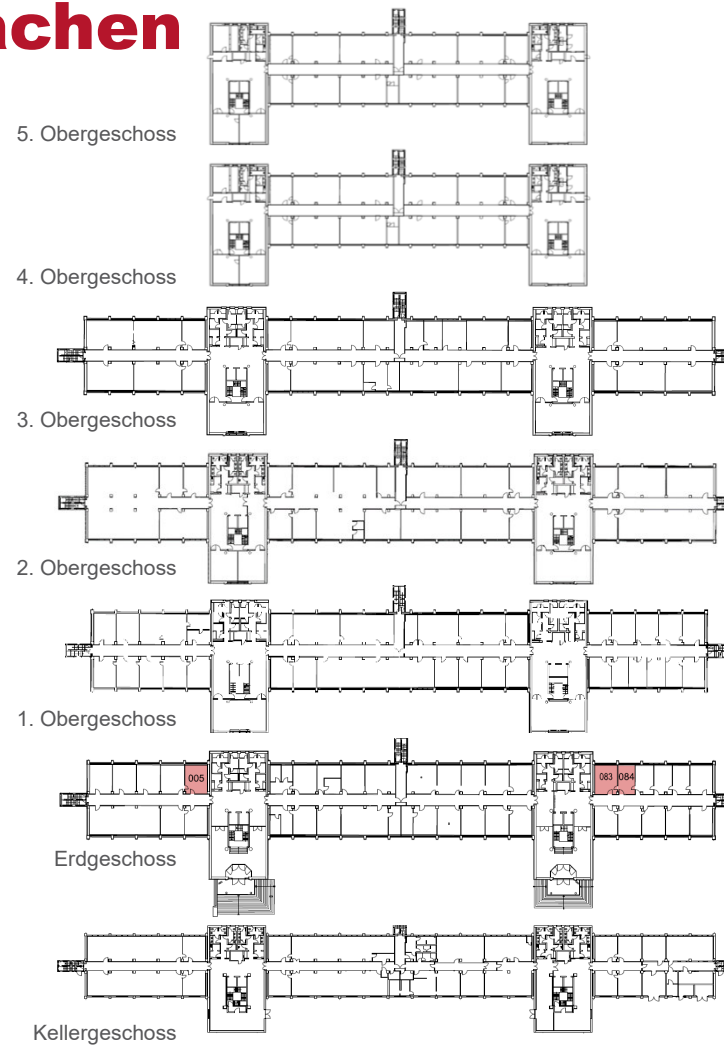 achen
5. Obergeschoss
4. Obergeschoss
3. Obergeschoss
2. Obergeschoss
1. Obergeschoss
005
083 084
Erdgeschoss
Kellergeschoss